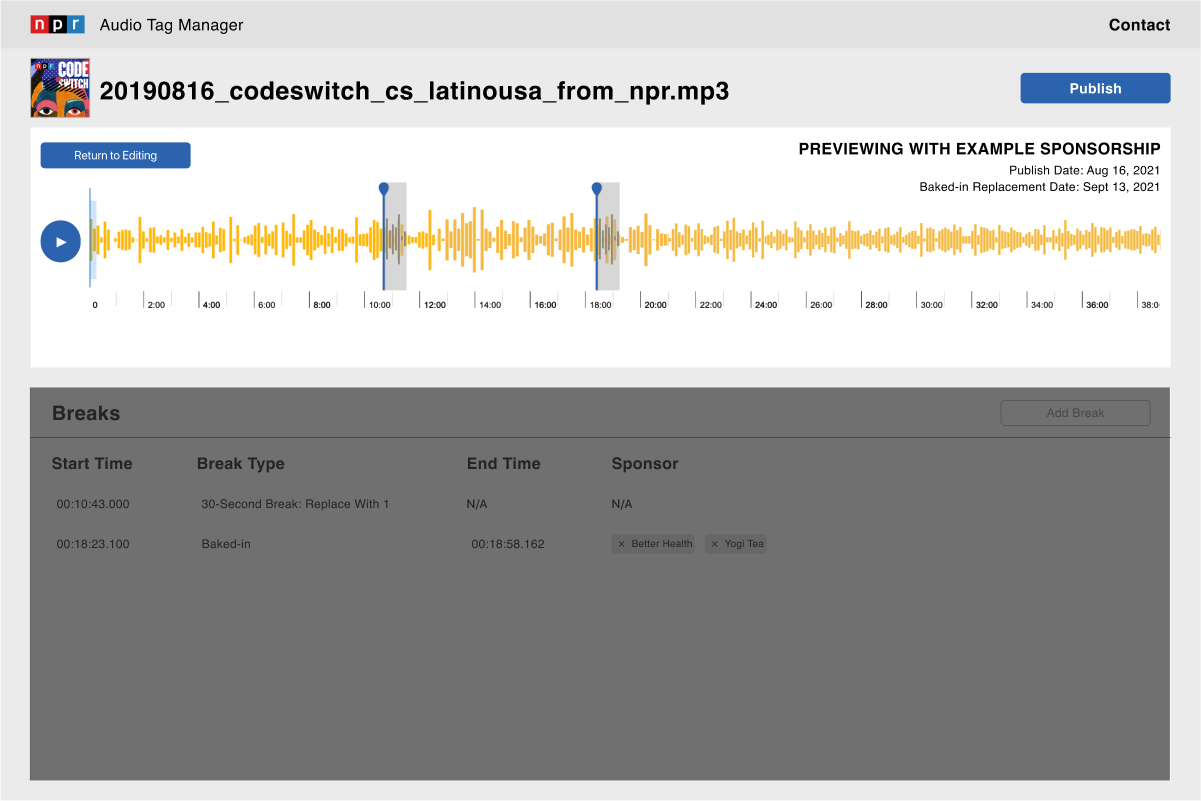 npr Audio Tag Manager Contact
npr
CODE
SWITCH
20190816_codeswitch_cs_latinousa_from_npr.mp3 Publish
Return to Editing PREVIEWING WITH EXAMPLE SPONSORSHIP
Publish Date: Aug 16, 2021
Baked-in Replacement Date: Sept 13, 2021
0 2:00 4:00 6:00 8:00 10:00 12:00 14:00 16:00 18:00 20:00 22:00 24:00 26:00 28:00 30:00 32:00 34:00 36:00 38:0
Breaks Add Break
Start Time Break Type End Time Sponsor
00:10:43.000 30-Second Break: Replace With 1 N/A N/A
00:18:23.100 Baked-in 00:18:58.162 × Better Health × Yogi Tea